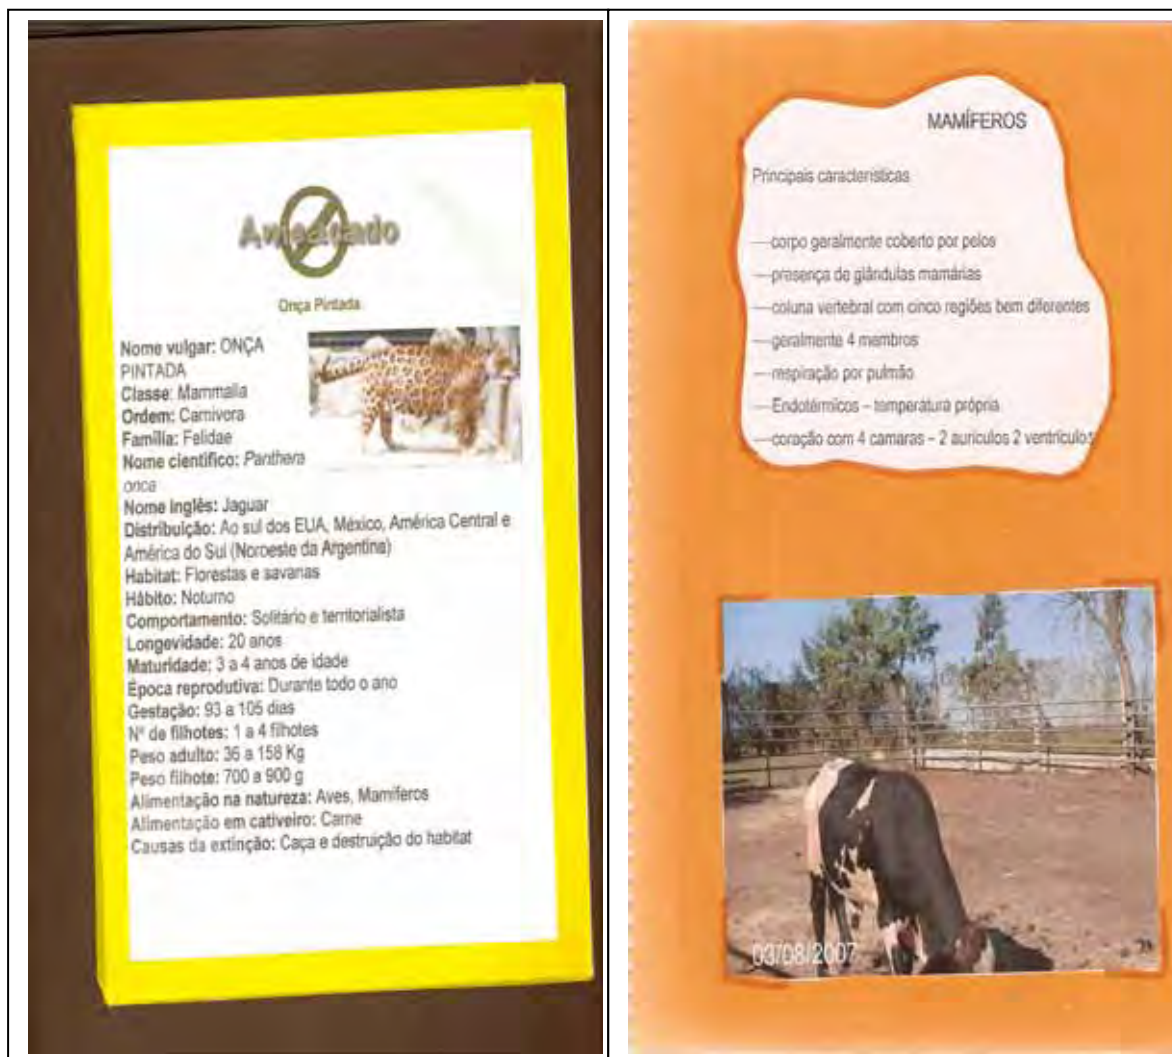 Ameaçado
Onça Pintada
Nome vulgar: ONÇA
PINTADA
Classe: Mammalia
Ordem: Carnivora
Família: Felidae
Nome científico: Panthera
onca
Nome Inglês: Jaguar
Distribuição: Ao sul dos EUA, México, América Central e
América do Sul (Noroeste da Argentina)
Habitat: Florestas e savanas
Hábito: Noturno
Comportamento: Solitário e territorialista
Longevidade: 20 anos
Maturidade: 3 a 4 anos de idade
Época reprodutiva: Durante todo o ano
Gestação: 93 a 105 dias
Nº de filhotes: 1 a 4 filhotes
Peso adulto: 36 a 158 Kg
Peso filhote: 700 a 900 g
Alimentação na natureza: Aves, Mamíferos
Alimentação em cativeiro: Carne
Causas da extinção: Caça e destruição do habitat
MAMÍFEROS
Principais características
—corpo geralmente coberto por pelos
—presença de glândulas mamárias
—coluna vertebral com cinco regiões bem diferentes
—geralmente 4 membros
—respiração por pulmão
—Endotérmicos – temperatura própria
—coração com 4 camaras – 2 aurículos 2 ventrículos
03/08/2007